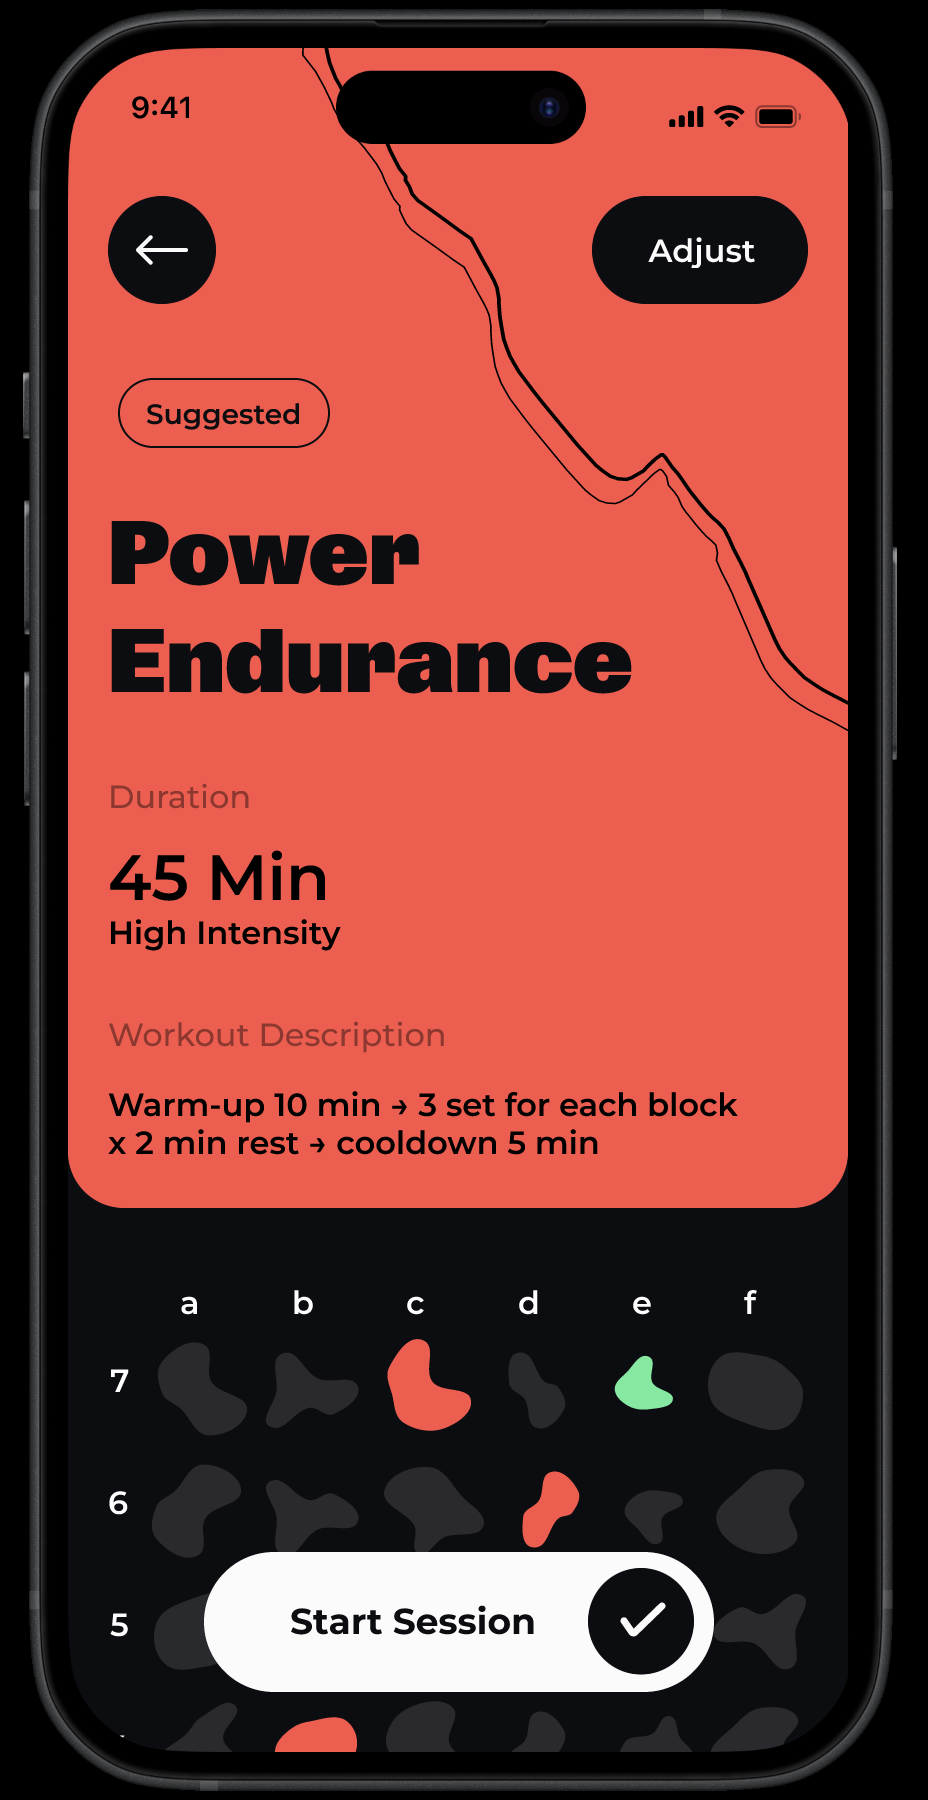 9:41
Adjust
Suggested
Power
Endurance
Duration
45 Min
High Intensity
Workout Description
Warm-up 10 min → 3 set for each block
x 2 min rest → cooldown 5 min
a b c d e f
7
6
5
Start Session